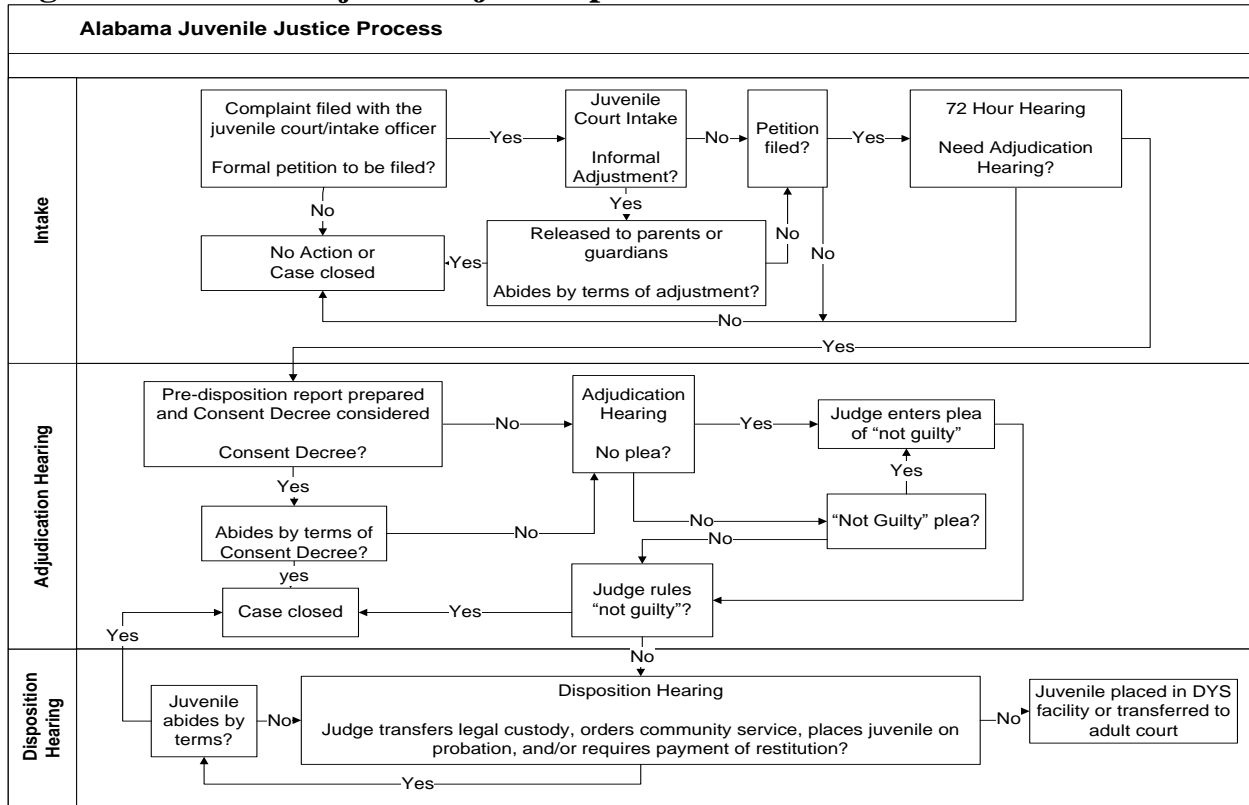 Alabama Juvenile Justice Process
Intake
Complaint filed with the
juvenile court/intake officer
Formal petition to be filed?
Yes
Juvenile
Court Intake
Informal
Adjustment?
No
Petition
filed?
Yes
72 Hour Hearing
Need Adjudication
Hearing?
No
Yes
No Action or
Case closed
Yes
Released to parents or
guardians
Abides by terms of adjustment?
No
No
No
Yes
Adjudication Hearing
Pre-disposition report prepared
and Consent Decree considered
Consent Decree?
No
Adjudication
Hearing
No plea?
Yes
Judge enters plea
of “not guilty”
Yes
Yes
Abides by terms of
Consent Decree?
No
No
“Not Guilty” plea?
No
yes
Case closed
Yes
Judge rules
“not guilty”?
Yes
No
Disposition
Hearing
Juvenile
abides by
terms?
No
Disposition Hearing
Judge transfers legal custody, orders community service, places juvenile on
probation, and/or requires payment of restitution?
No
Juvenile placed in DYS
facility or transferred to
adult court
Yes